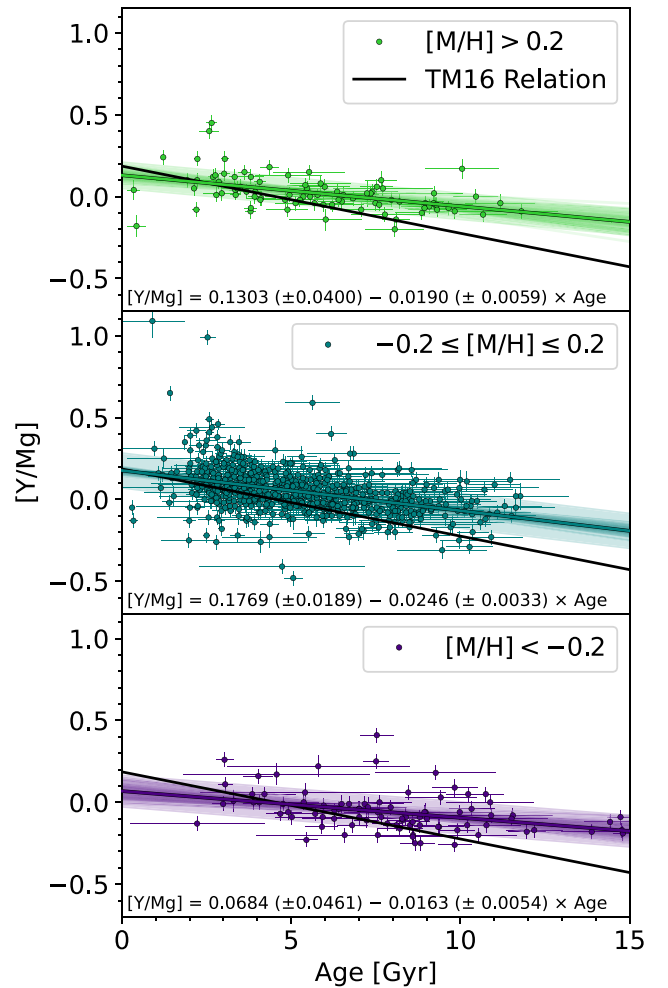 1.0
0.5
0.0
−0.5
[M/H] > 0.2
TM16 Relation
[Y/Mg] = 0.1303 (±0.0400) − 0.0190 (± 0.0059) × Age
[Y/Mg]
1.0
0.5
0.0
−0.5
−0.2 ≤ [M/H] ≤ 0.2
[Y/Mg] = 0.1769 (±0.0189) − 0.0246 (± 0.0033) × Age
1.0
0.5
0.0
−0.5
[M/H] < −0.2
[Y/Mg] = 0.0684 (±0.0461) − 0.0163 (± 0.0054) × Age
0 5 10 15
Age [Gyr]